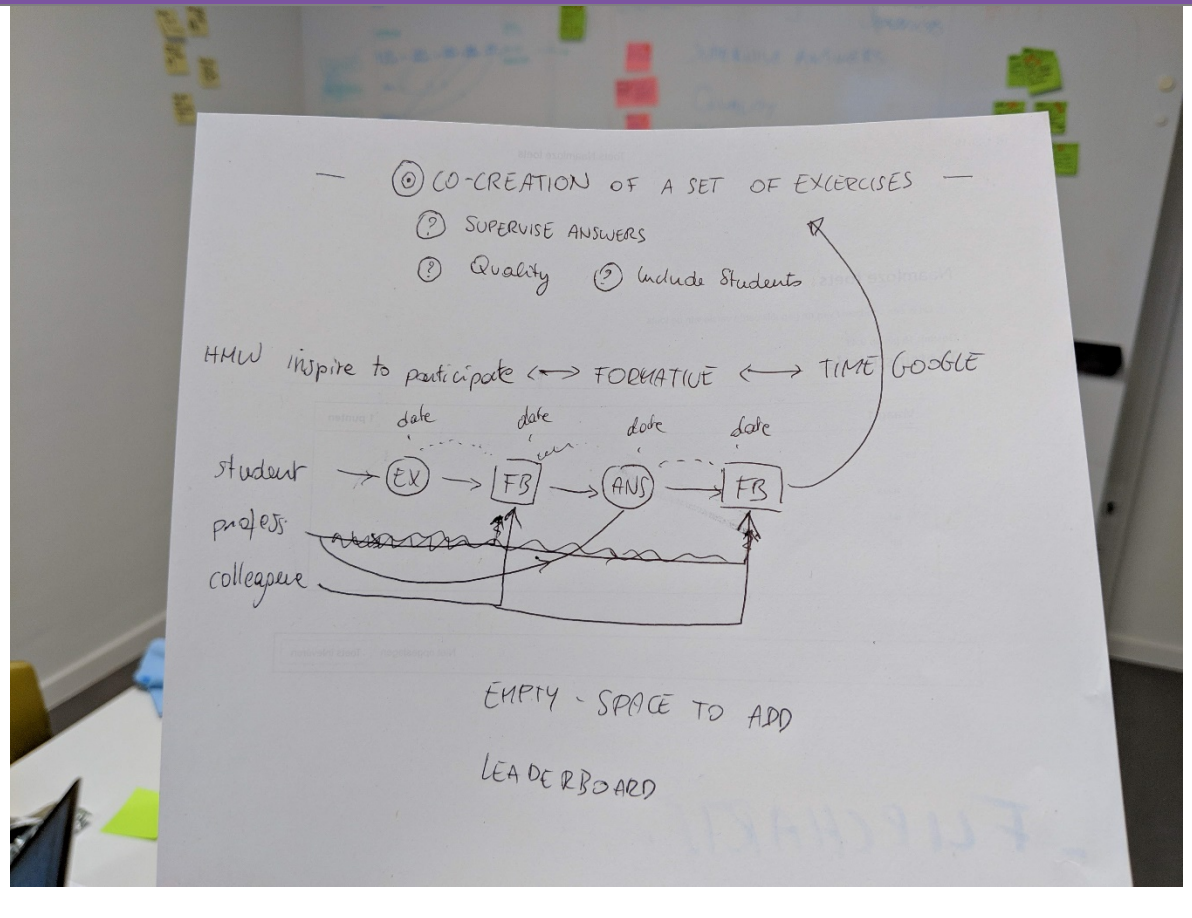 CO-CREATION OF A SET OF EXCERCISES
? SUPERVISE ANSWERS
? Quality ? Include Students
HMW inspire to participate <-> FORMATIVE <-> TIME GOOGLE
date date date date
student → EX → FB → ANS → FB
profess.
colleague
EMPTY - SPACE TO ADD
LEADERBOARD